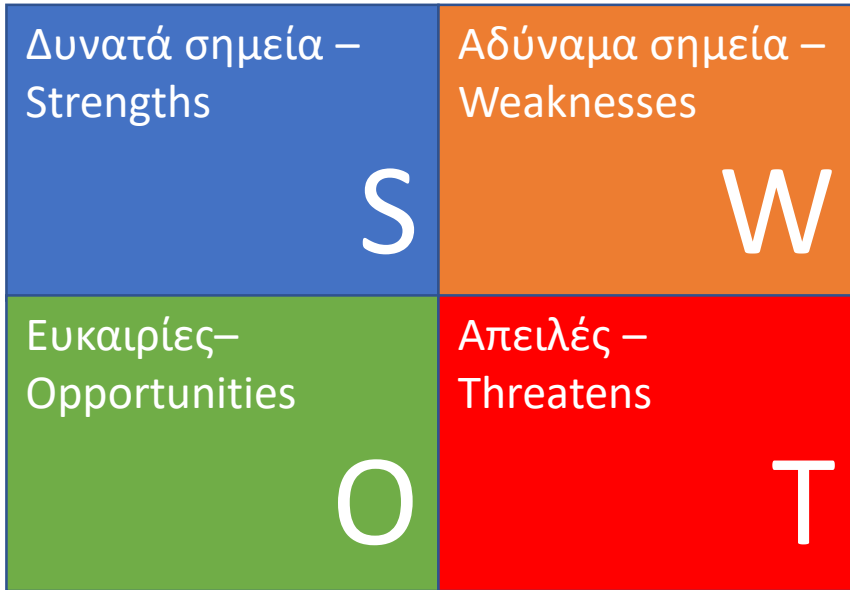 Δυνατά σημεία –
Strengths
S
Αδύναμα σημεία –
Weaknesses
W
Ευκαιρίες–
Opportunities
O
Απειλές –
Threatens
T